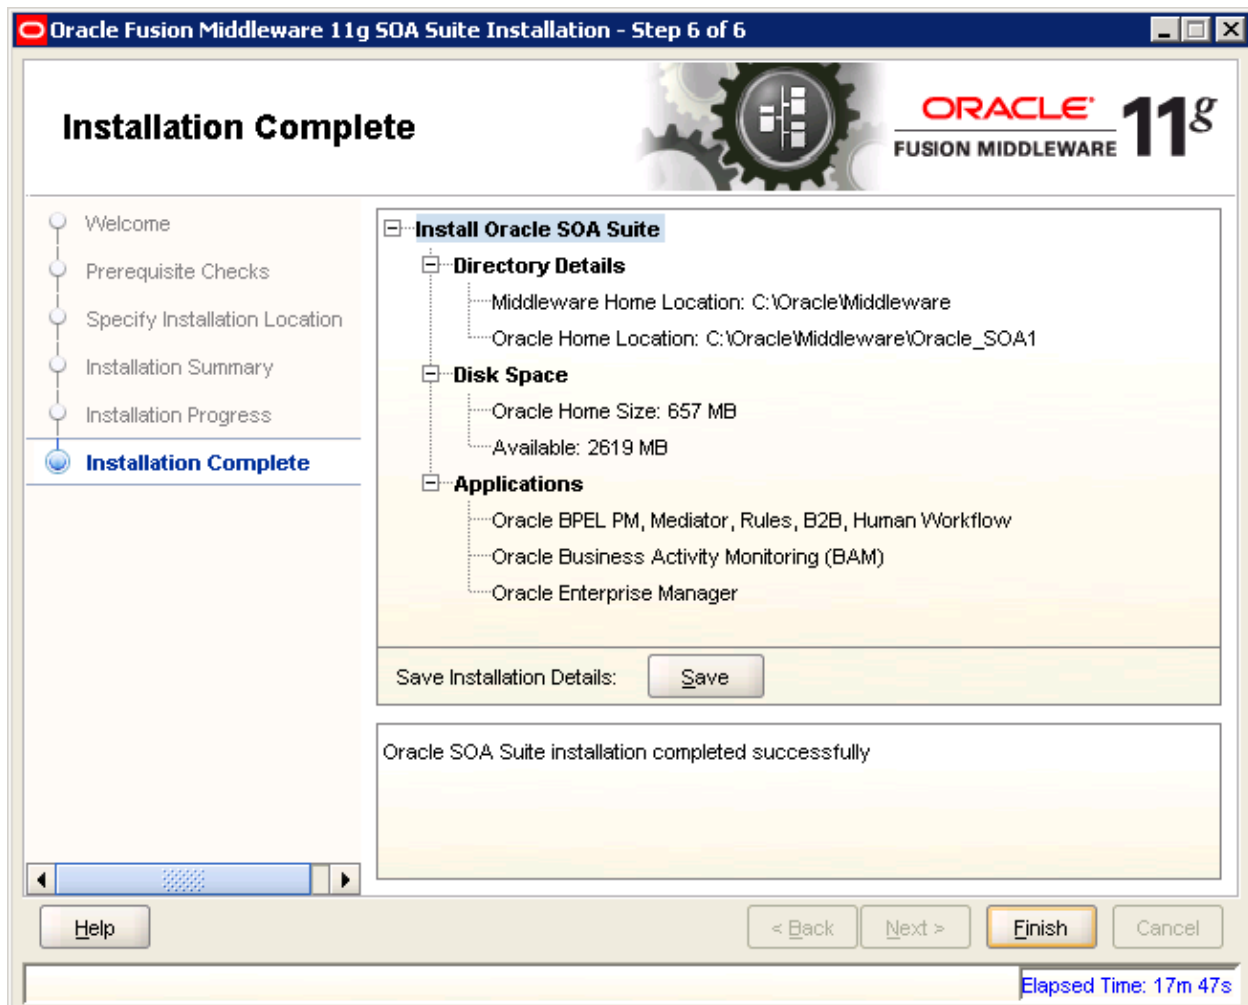 Oracle Fusion Middleware 11g SOA Suite Installation - Step 6 of 6
Installation Complete
ORACLE
FUSION MIDDLEWARE
11g
Welcome
Prerequisite Checks
Specify Installation Location
Installation Summary
Installation Progress
Installation Complete
Install Oracle SOA Suite
Directory Details
Middleware Home Location: C:\Oracle\Middleware
Oracle Home Location: C:\Oracle\Middleware\Oracle_SOA1
Disk Space
Oracle Home Size: 657 MB
Available: 2619 MB
Applications
Oracle BPEL PM, Mediator, Rules, B2B, Human Workflow
Oracle Business Activity Monitoring (BAM)
Oracle Enterprise Manager
Save Installation Details: Save
Oracle SOA Suite installation completed successfully
Help < Back Next > Finish Cancel
Elapsed Time: 17m 47s